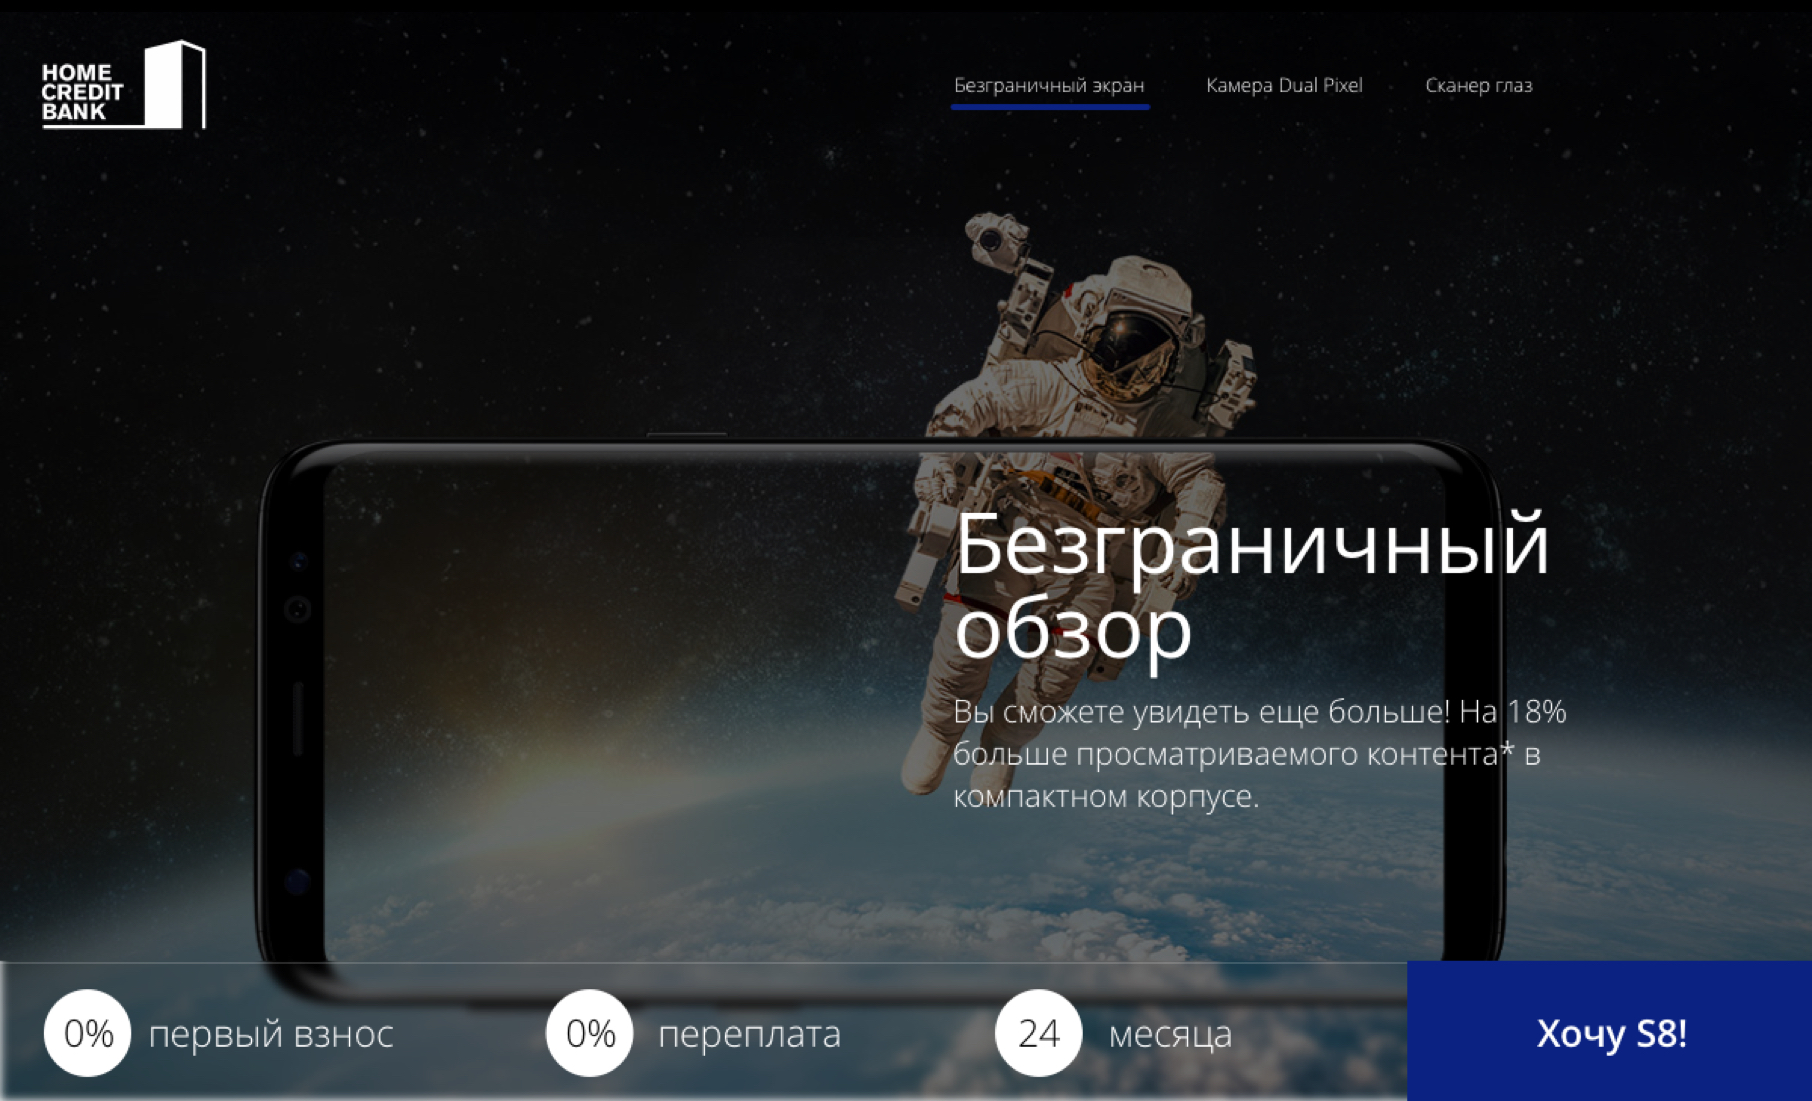 HOME
CREDIT
BANK
Безграничный экран
Камера Dual Pixel
Сканер глаз
Безграничный
обзор
Вы сможете увидеть еще больше! На 18%
больше просматриваемого контента* в
компактном корпусе.
0% первый взнос
0% переплата
24 месяца
Хочу S8!